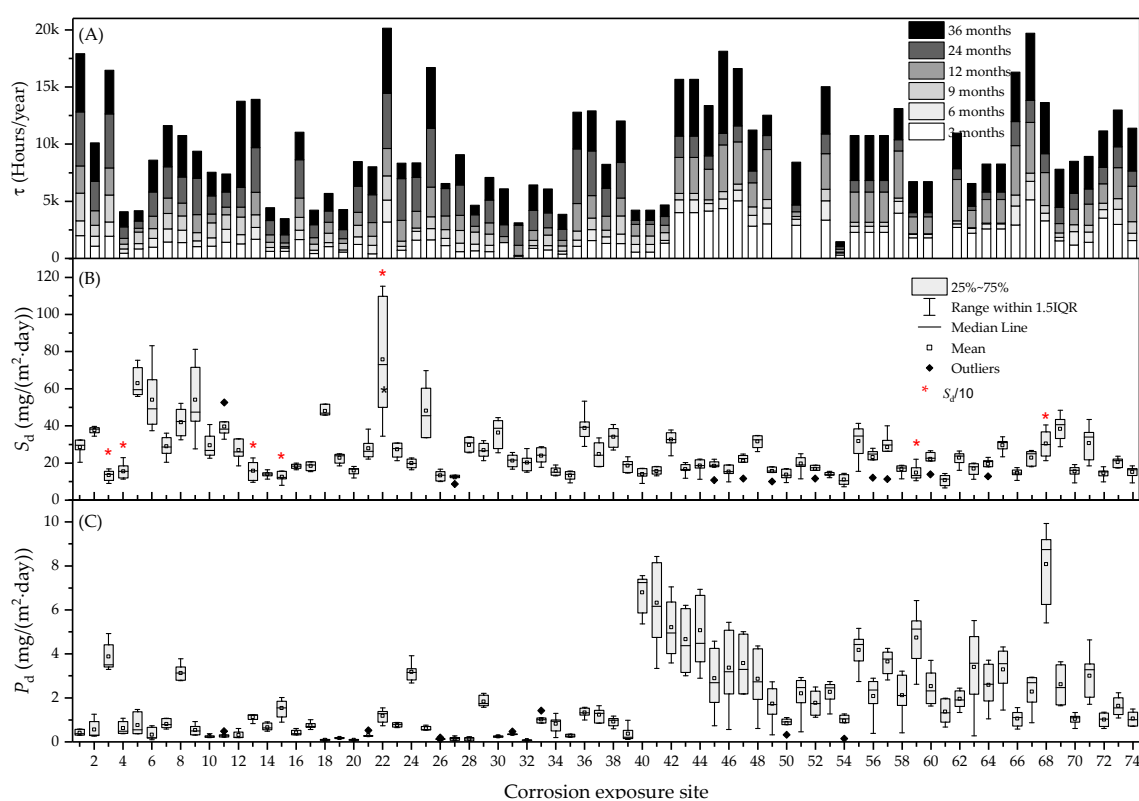 (A)
τ (Hours/year)
20k
15k
10k
5k
0
36 months
24 months
12 months
9 months
6 months
3 months
(B)
S_d (mg/(m²·day))
120
100
80
60
40
20
0
25%~75%
Range within 1.5IQR
Median Line
Mean
Outliers
* S_d/10
(C)
P_d (mg/(m²·day))
10
8
6
4
2
0
2 4 6 8 10 12 14 16 18 20 22 24 26 28 30 32 34 36 38 40 42 44 46 48 50 52 54 56 58 60 62 64 66 68 70 72 74
Corrosion exposure site